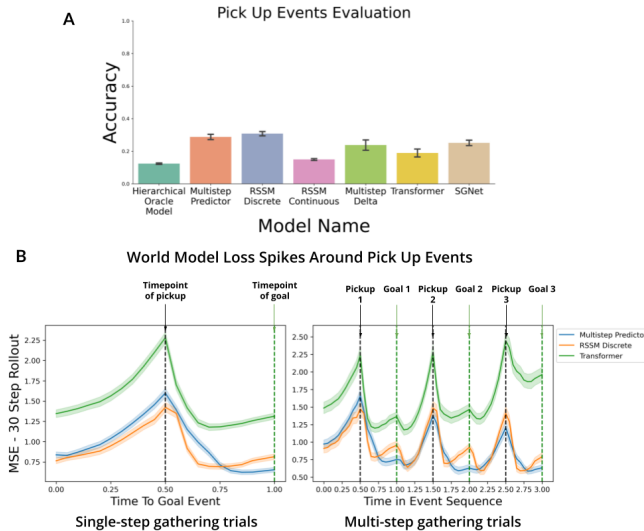 A
Pick Up Events Evaluation
Accuracy
1.0
0.8
0.6
0.4
0.2
0.0
Hierarchical Oracle Model
Multistep Predictor
RSSM Discrete
RSSM Continuous
Multistep Delta
Transformer
SGNet
Model Name
B
World Model Loss Spikes Around Pick Up Events
Timepoint of pickup
Timepoint of goal
MSE - 30 Step Rollout
2.25
2.00
1.75
1.50
1.25
1.00
0.75
0.00 0.25 0.50 0.75 1.00
Time To Goal Event
Single-step gathering trials
Pickup 1
Goal 1
Pickup 2
Goal 2
Pickup 3
Goal 3
2.50
2.25
2.00
1.75
1.50
1.25
1.00
0.75
0.50
0.00 0.25 0.50 0.75 1.00 1.25 1.50 1.75 2.00 2.25 2.50 2.75 3.00
Time in Event Sequence
Multi-step gathering trials
Multistep Predicto
RSSM Discrete
Transformer